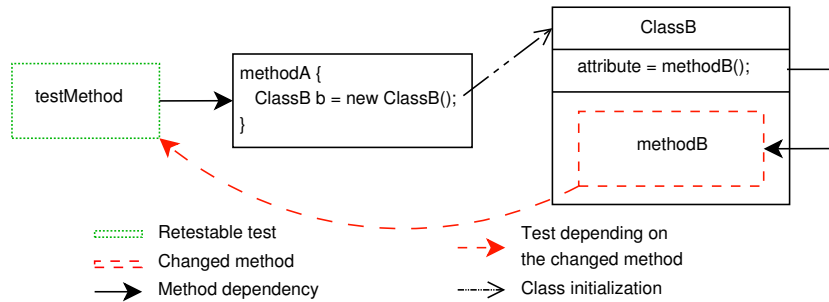 ClassB
attribute = methodB();
methodA {
ClassB b = new ClassB();
}
testMethod
methodB
Retestable test
Changed method
Method dependency
Test depending on
the changed method
Class initialization